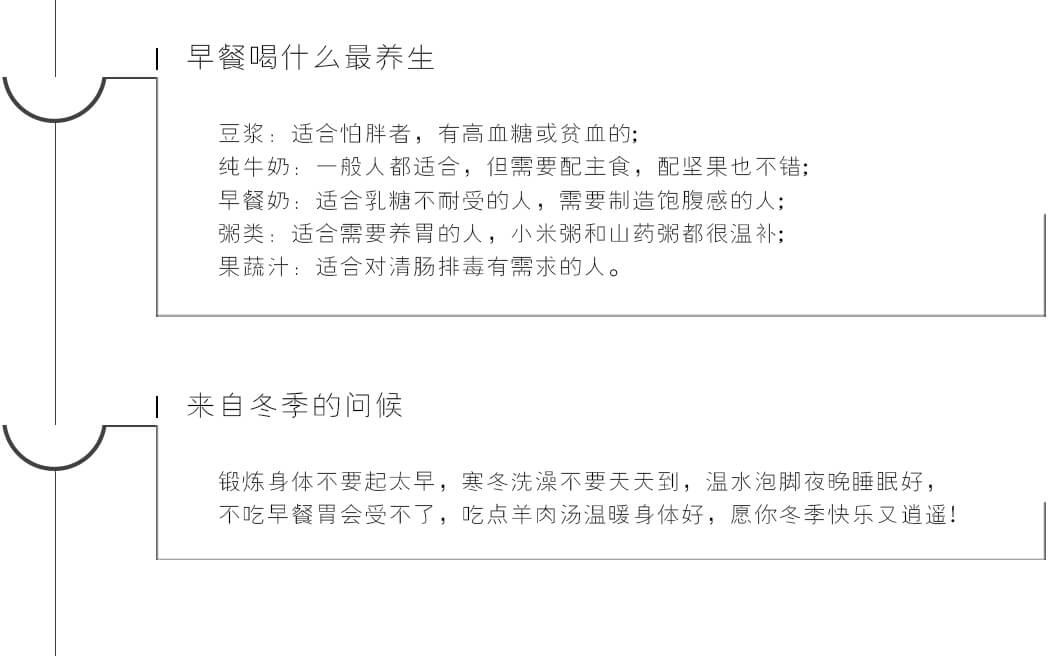 早餐喝什么最养生
豆浆：适合怕胖者，有高血糖或贫血的;
纯牛奶：一般人都适合，但需要配主食，配坚果也不错;
早餐奶：适合乳糖不耐受的人，需要制造饱腹感的人;
粥类：适合需要养胃的人，小米粥和山药粥都很温补;
果蔬汁：适合对清肠排毒有需求的人。
来自冬季的问候
锻炼身体不要起太早，寒冬洗澡不要天天到，温水泡脚夜晚睡眠好，
不吃早餐胃会受不了，吃点羊肉汤温暖身体好，愿你冬季快乐又逍遥!